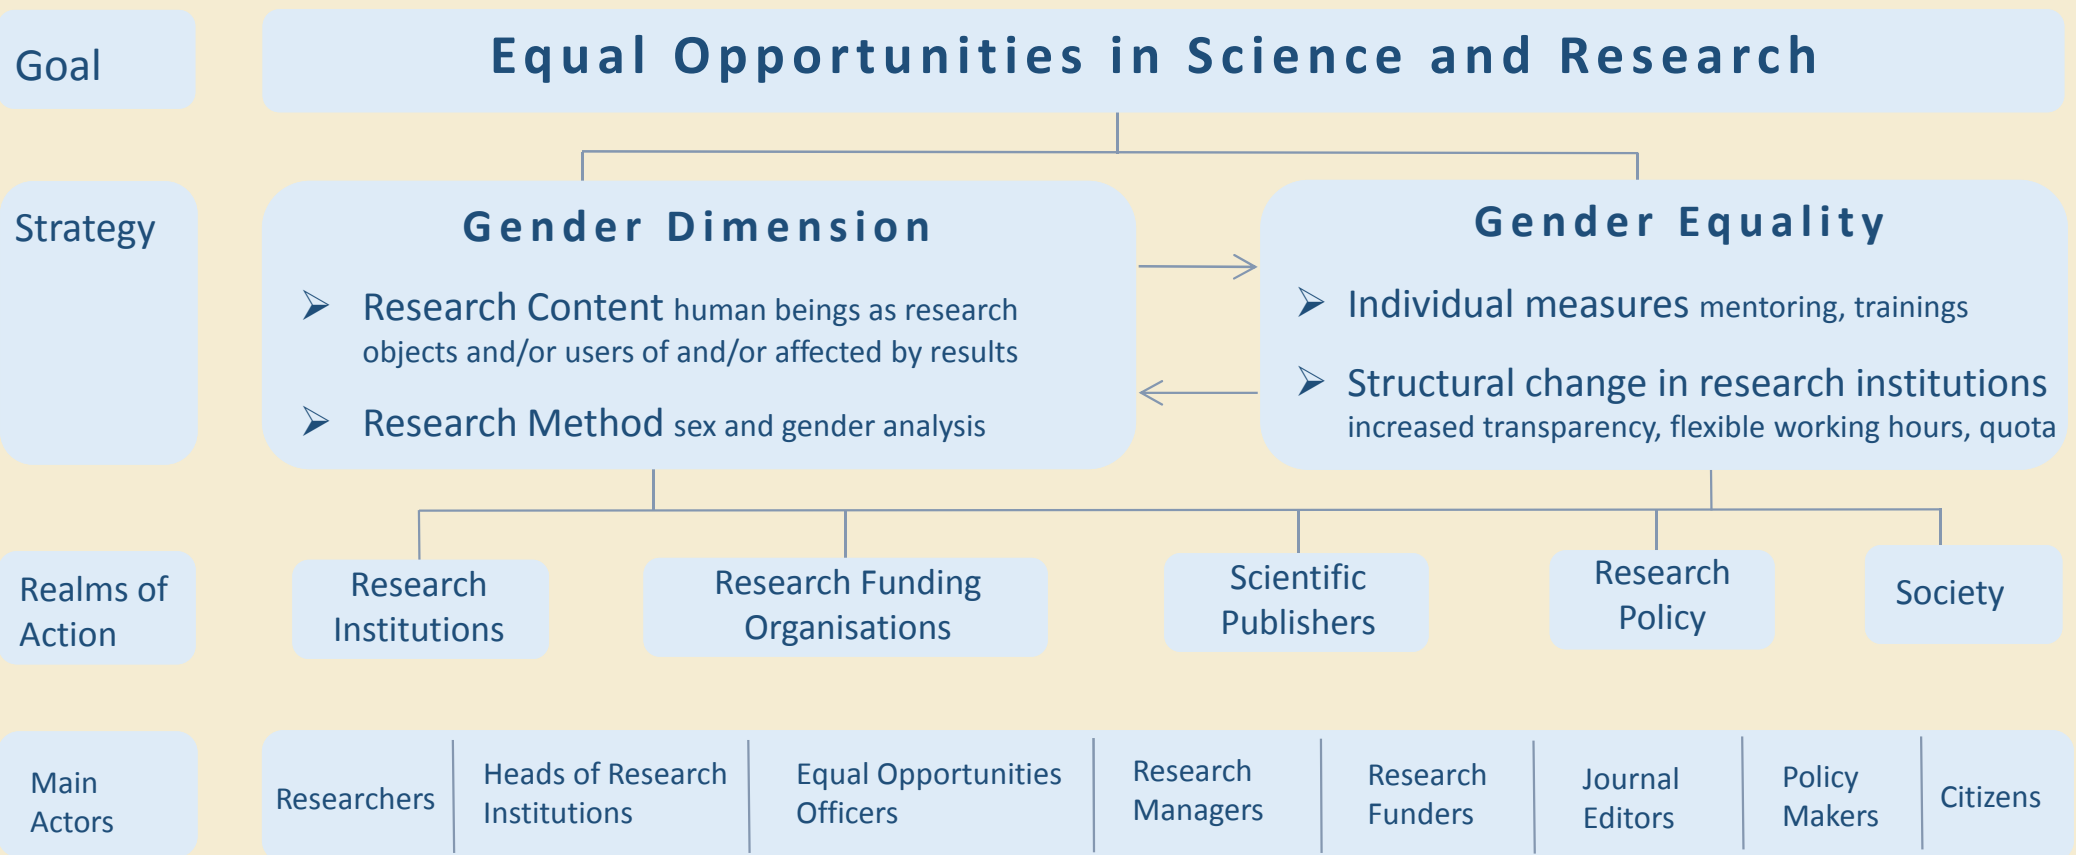 Goal
Equal Opportunities in Science and Research
Strategy
Gender Dimension
➢ Research Content human beings as research
objects and/or users of and/or affected by results
➢ Research Method sex and gender analysis
Gender Equality
➢ Individual measures mentoring, trainings
➢ Structural change in research institutions
increased transparency, flexible working hours, quota
Realms of
Action
Research
Institutions
Research Funding
Organisations
Scientific
Publishers
Research
Policy
Society
Main
Actors
Researchers
Heads of Research
Institutions
Equal Opportunities
Officers
Research
Managers
Research
Funders
Journal
Editors
Policy
Makers
Citizens